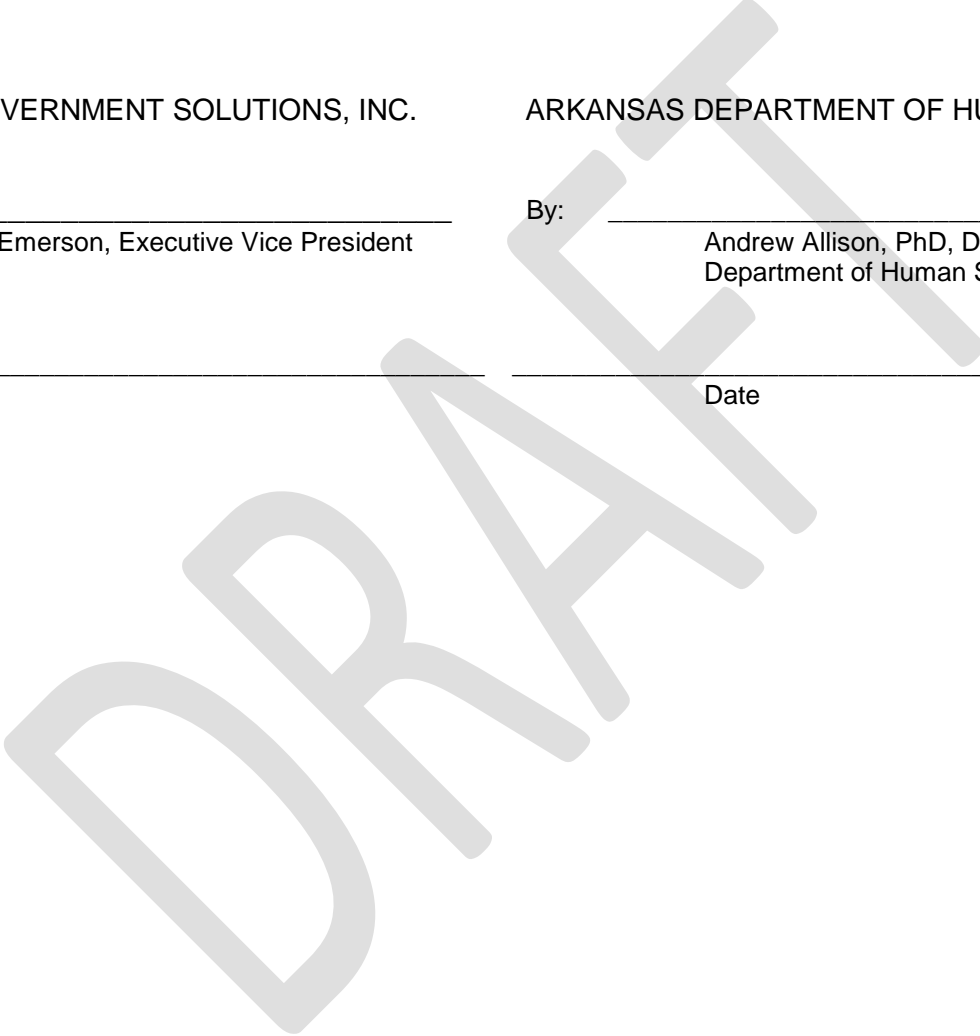 VERNMENT SOLUTIONS, INC.
Emerson, Executive Vice President
ARKANSAS DEPARTMENT OF HU
By:
Andrew Allison, PhD, D
Department of Human S
Date
DRAFT